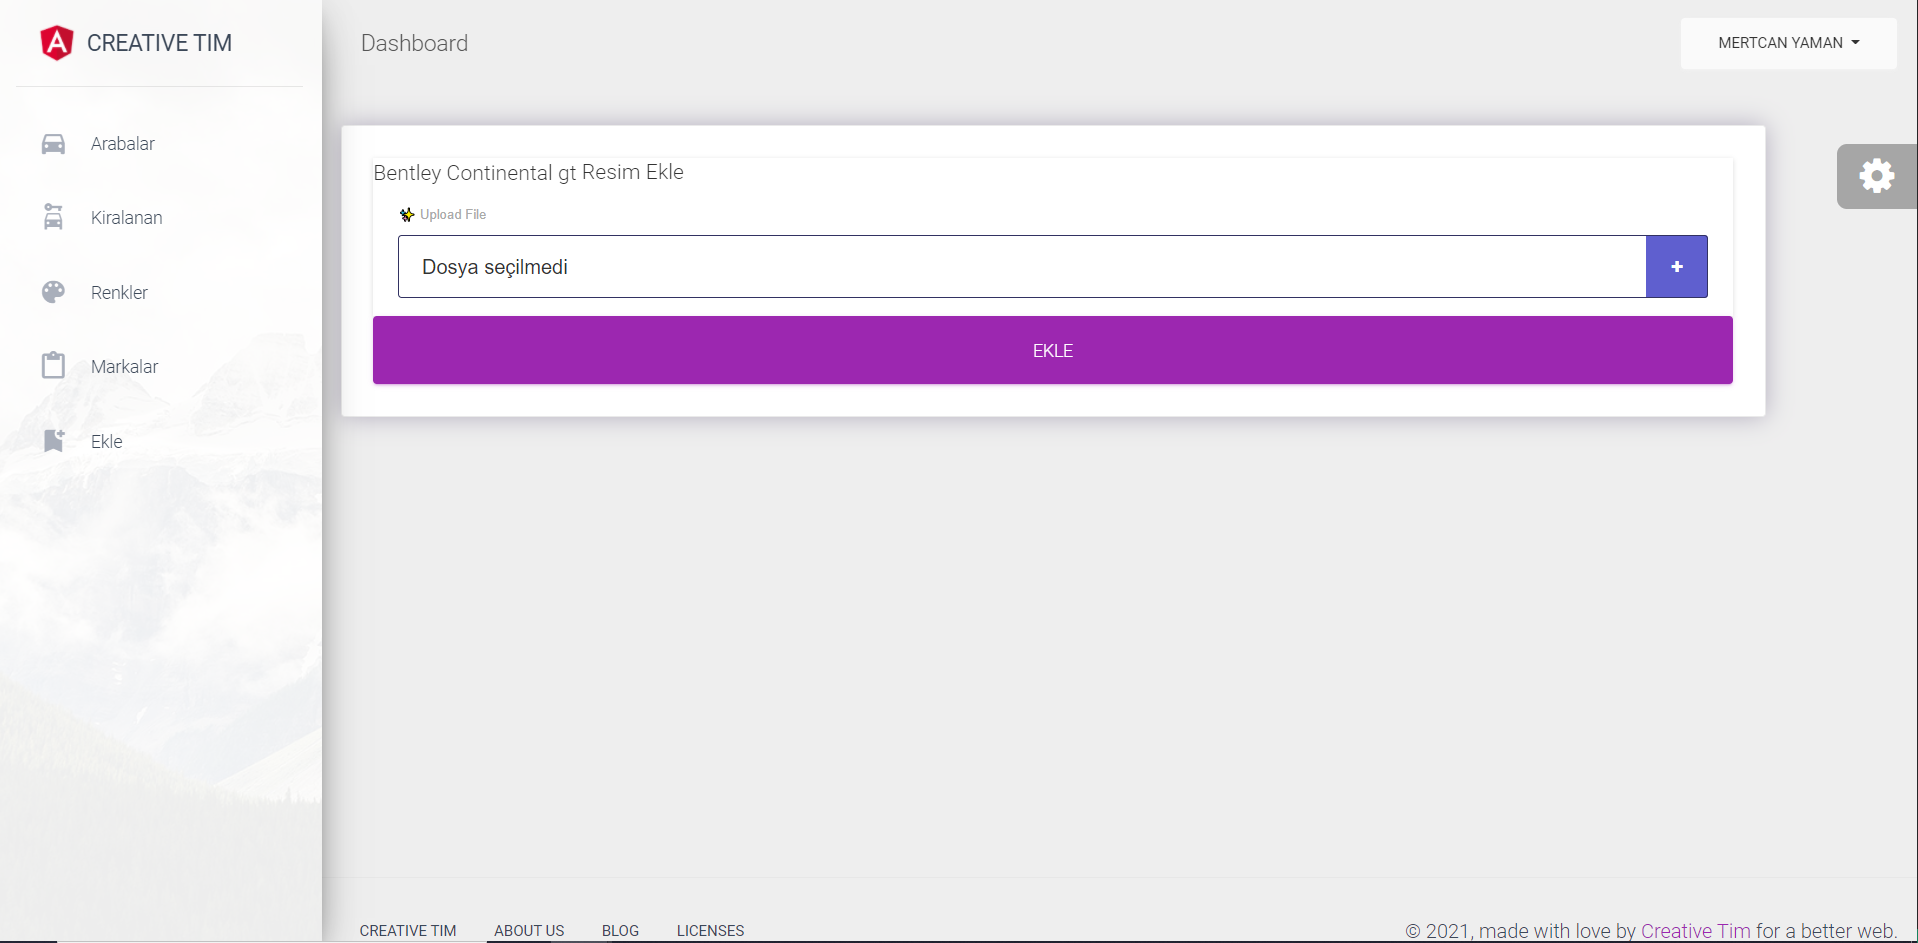 CREATIVE TIM
Dashboard
MERTCAN YAMAN
Arabalar
Kiralanan
Renkler
Markalar
Ekle
Bentley Continental gt Resim Ekle
Upload File
Dosya seçilmedi
+
EKLE
CREATIVE TIM ABOUT US BLOG LICENSES
© 2021, made with love by Creative Tim for a better web.